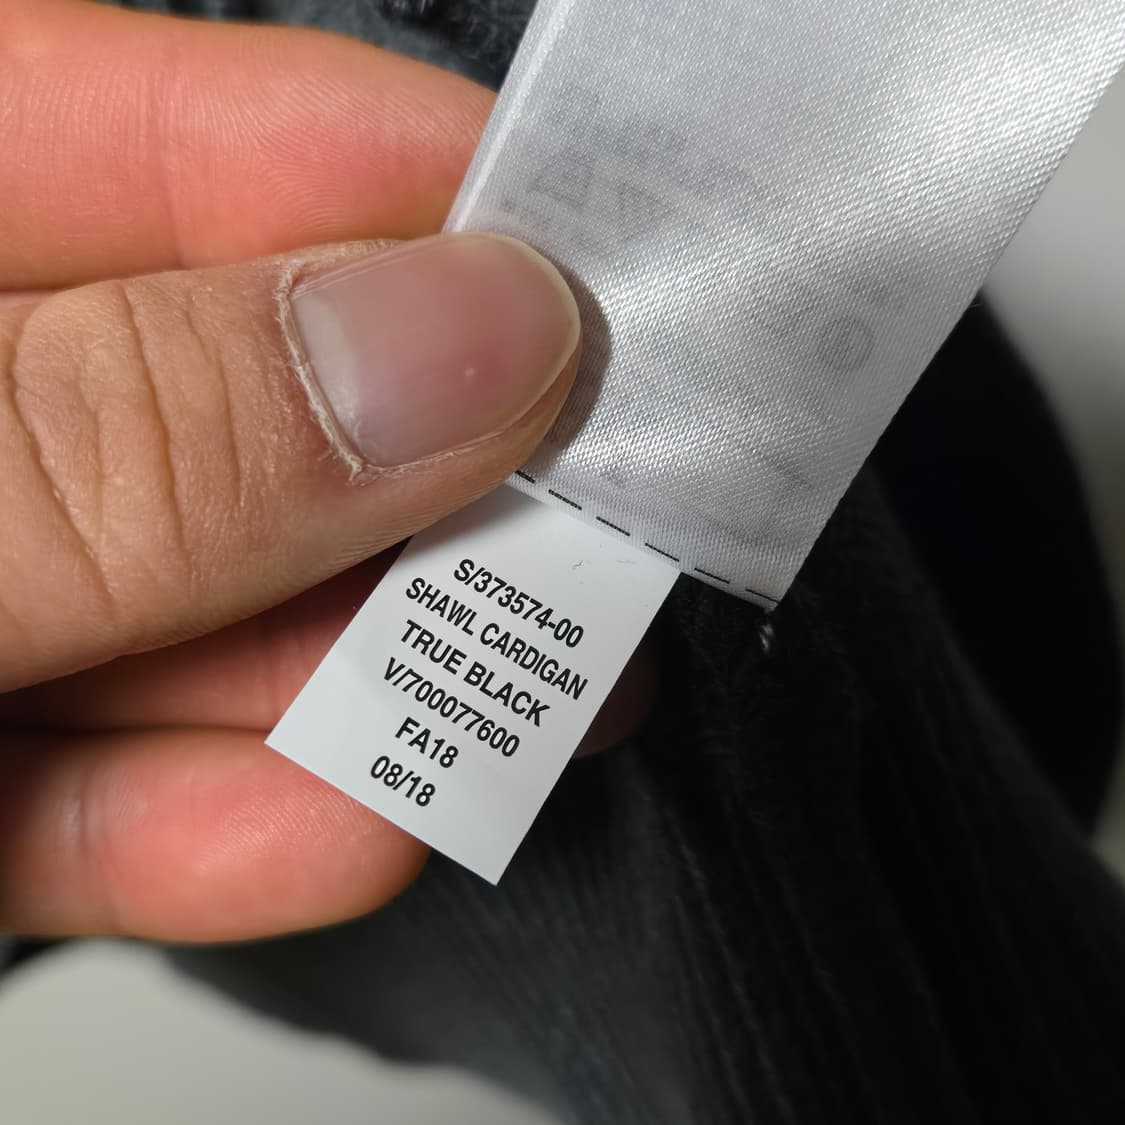 S/373574-00
SHAWL CARDIGAN
TRUE BLACK
V/700077600
FA18
08/18